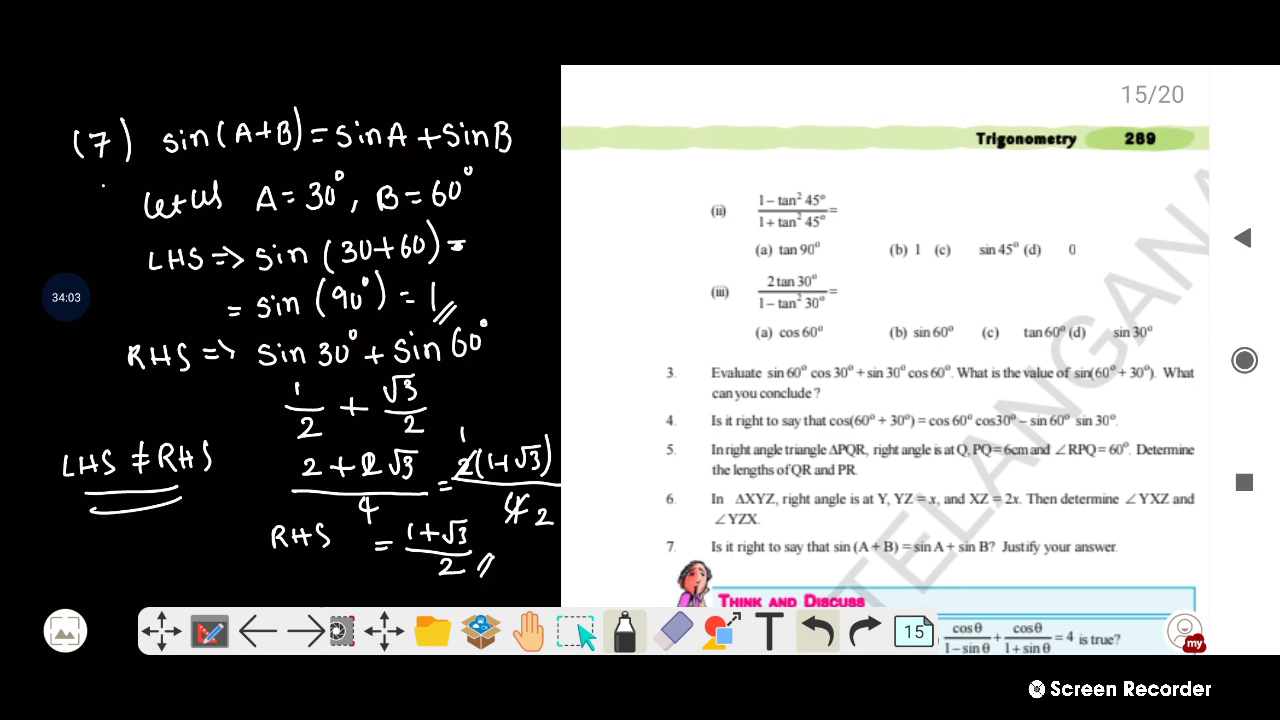 (7) sin(A+B) = sinA + sinB
Let us A = 30°, B = 60°
LHS => sin (30+60) =
= sin (90°) = 1
RHS => sin 30° + sin 60°
1/2 + √3/2
LHS ≠ RHS
2+2√3/4 = 2(1+√3)/4 1 2
RHS = 1+√3/2
34:03
15/20
Trigonometry 289
(ii) 1 – tan² 45°/1 + tan² 45° =
(a) tan 90° (b) 1 (c) sin 45° (d) 0
(iii) 2 tan 30°/1 – tan² 30° =
(a) cos 60° (b) sin 60° (c) tan 60° (d) sin 30°
3. Evaluate sin 60° cos 30° + sin 30° cos 60°. What is the value of sin(60° + 30°). What
can you conclude ?
4. Is it right to say that cos(60° + 30°) = cos 60° cos30° – sin 60° sin 30°.
5. In right angle triangle ΔPQR, right angle is at Q, PQ = 6cm and ∠RPQ = 60°. Determine
the lengths of QR and PR.
6. In ΔXYZ, right angle is at Y, YZ = x, and XZ = 2x. Then determine ∠YXZ and
∠YZX.
7. Is it right to say that sin (A + B) = sin A + sin B? Justify your answer.
THINK AND DISCUSS
cos θ/1 – sin θ + cos θ/1 + sin θ = 4 is true?
TELANGANA
T
15
my
Screen Recorder